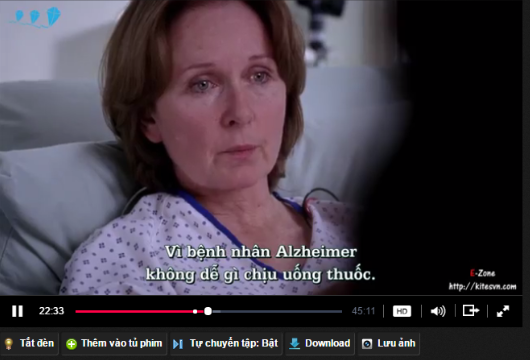 Vì bệnh nhân Alzheimer
không dễ gì chịu uống thuốc.
E-Zone
http://kitesvn.com
22:33
45:11
HD
Tắt đèn
Thêm vào tủ phim
Tự chuyển tập: Bật
Download
Lưu ảnh